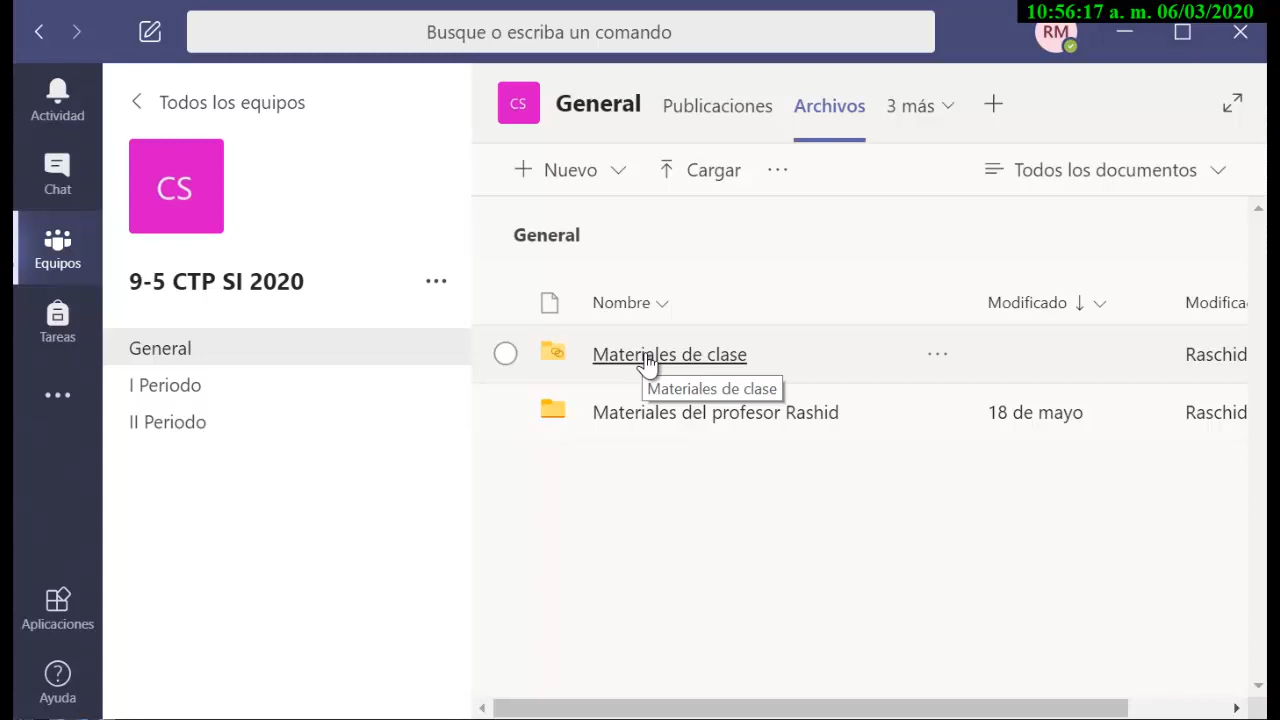 10:56:17 a. m. 06/03/2020
Busque o escriba un comando
RM
Actividad
Chat
Equipos
Tareas
Aplicaciones
Ayuda
Todos los equipos
CS
9-5 CTP SI 2020
General
I Periodo
II Periodo
CS General Publicaciones Archivos 3 más
Nuevo Cargar Todos los documentos
General
Nombre Modificado Modifica
Materiales de clase Raschid
Materiales de clase
Materiales del profesor Rashid 18 de mayo Raschid